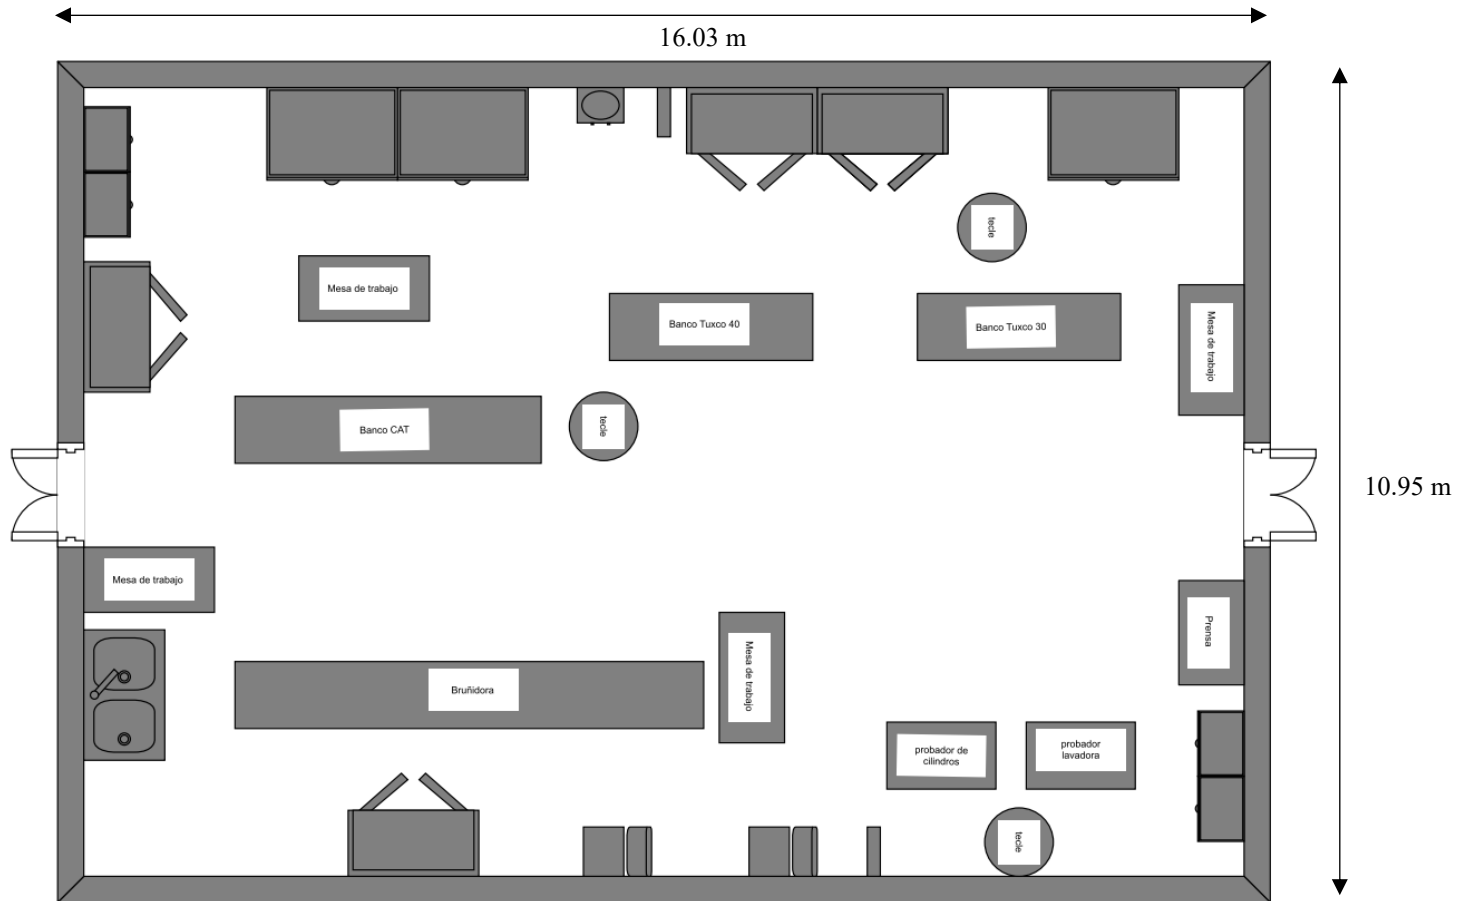 16.03 m
10.95 m
tecle
Mesa de trabajo
Banco Tuxco 40
Banco Tuxco 30
Mesa de trabajo
Banco CAT
tecle
Mesa de trabajo
Prensa
Bruñidora
Mesa de trabajo
probador de
cilindros
probador
lavadora
tecle